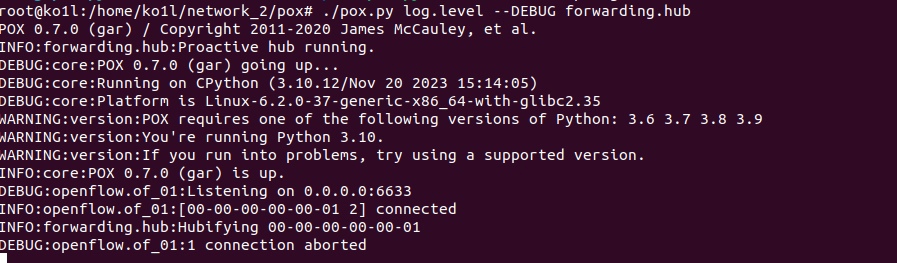 root@ko1l:/home/ko1l/network_2/pox# ./pox.py log.level --DEBUG forwarding.hub
POX 0.7.0 (gar) / Copyright 2011-2020 James McCauley, et al.
INFO:forwarding.hub:Proactive hub running.
DEBUG:core:POX 0.7.0 (gar) going up...
DEBUG:core:Running on CPython (3.10.12/Nov 20 2023 15:14:05)
DEBUG:core:Platform is Linux-6.2.0-37-generic-x86_64-with-glibc2.35
WARNING:version:POX requires one of the following versions of Python: 3.6 3.7 3.8 3.9
WARNING:version:You're running Python 3.10.
WARNING:version:If you run into problems, try using a supported version.
INFO:core:POX 0.7.0 (gar) is up.
DEBUG:openflow.of_01:Listening on 0.0.0.0:6633
INFO:openflow.of_01:[00-00-00-00-00-01 2] connected
INFO:forwarding.hub:Hubifying 00-00-00-00-00-01
DEBUG:openflow.of_01:1 connection aborted